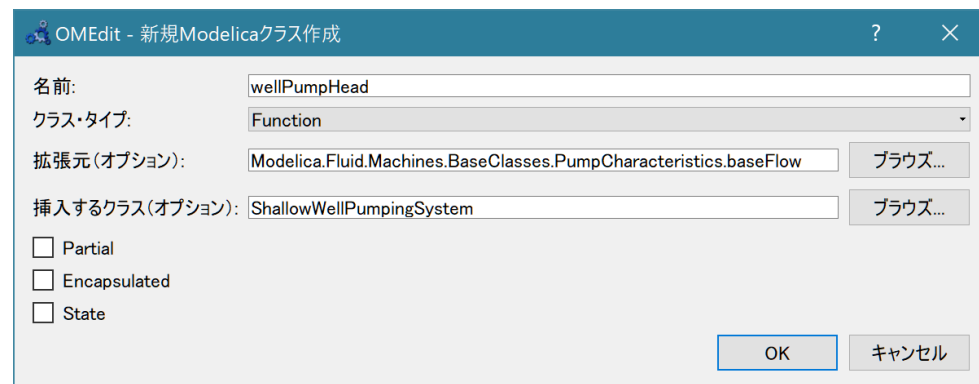 OMEdit - 新規Modelicaクラス作成 ? ×
名前: wellPumpHead
クラス・タイプ: Function
拡張元(オプション): Modelica.Fluid.Machines.BaseClasses.PumpCharacteristics.baseFlow ブラウズ...
挿入するクラス(オプション): ShallowWellPumpingSystem ブラウズ...
Partial
Encapsulated
State
OK キャンセル